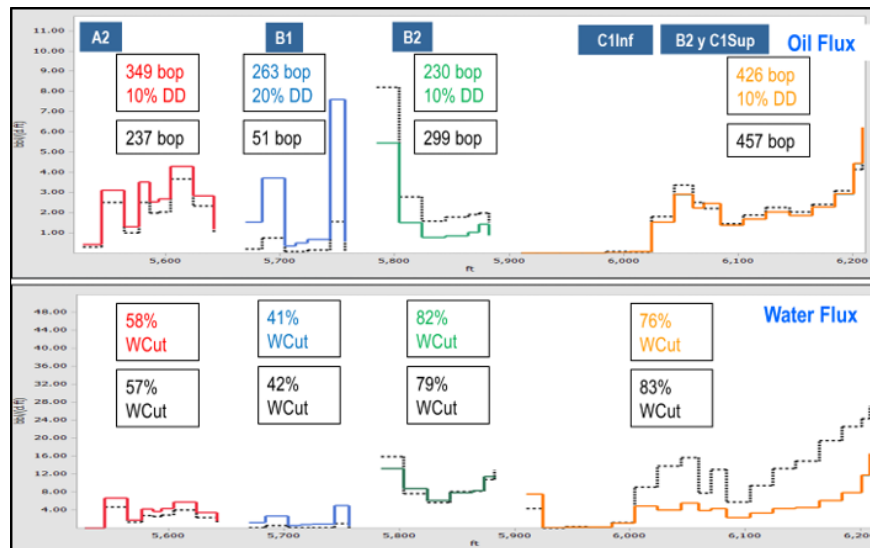 A2
B1
B2
C1Inf
B2 y C1Sup
Oil Flux
349 bop
10% DD
263 bop
20% DD
230 bop
10% DD
426 bop
10% DD
237 bop
51 bop
299 bop
457 bop
11.00
10.00
9.00
8.00
7.00
6.00
5.00
4.00
3.00
2.00
1.00
5,600
5,700
5,800
5,900
6,000
6,100
6,200
ft
Water Flux
58%
WCut
41%
WCut
82%
WCut
76%
WCut
57%
WCut
42%
WCut
79%
WCut
83%
WCut
48.00
44.00
40.00
36.00
32.00
28.00
24.00
20.00
16.00
12.00
8.00
4.00
5,600
5,700
5,800
5,900
6,000
6,100
6,200
ft